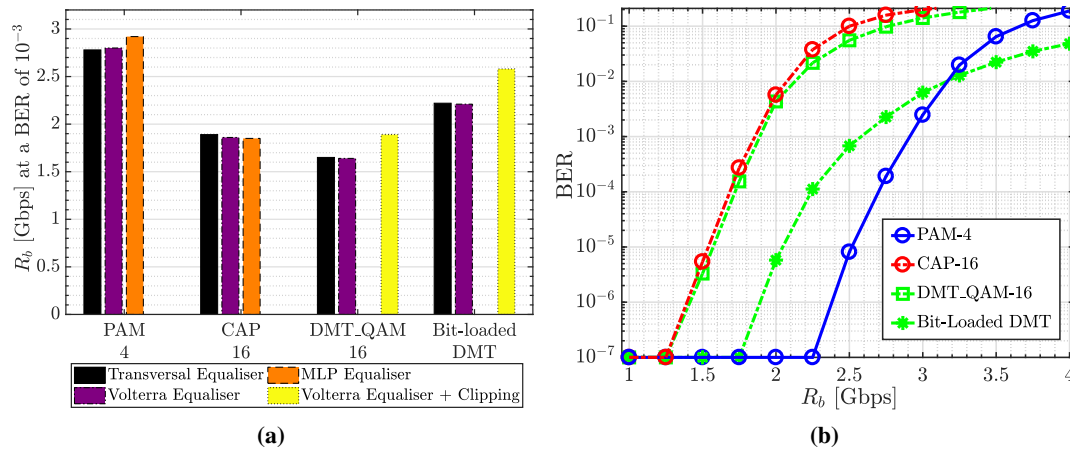 R_b [Gbps] at a BER of 10^-3
3
2.5
2
1.5
1
0.5
0
PAM
4
CAP
16
DMT_QAM
16
Bit-loaded
DMT
Transversal Equaliser
MLP Equaliser
Volterra Equaliser
Volterra Equaliser + Clipping
(a)
BER
10^-1
10^-2
10^-3
10^-4
10^-5
10^-6
10^-7
1
1.5
2
2.5
3
3.5
4
R_b [Gbps]
PAM-4
CAP-16
DMT_QAM-16
Bit-Loaded DMT
(b)